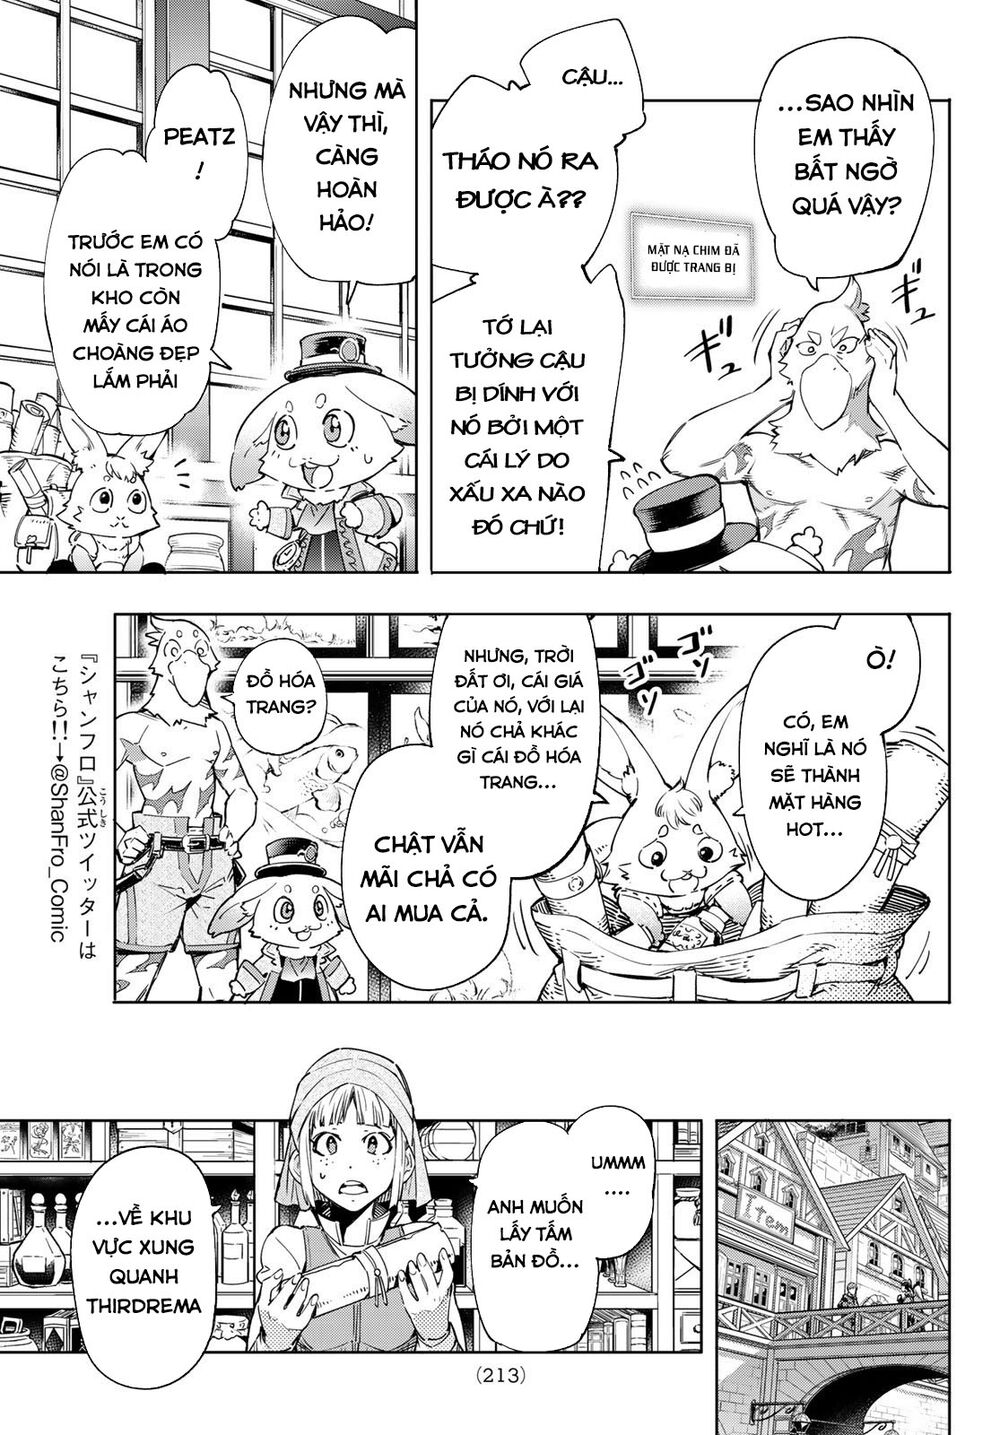 ...SAO NHÌN
EM THẤY
BẤT NGỜ
QUÁ VẬY?
MẶT NẠ CHIM ĐÃ
ĐƯỢC TRANG BỊ
CẬU...
THÁO NÓ RA
ĐƯỢC À??
TỚ LẠI
TƯỞNG CẬU
BỊ DÍNH VỚI
NÓ BỞI MỘT
CÁI LÝ DO
XẤU XA NÀO
ĐÓ CHỨ!
NHƯNG MÀ
VẬY THÌ,
CÀNG
HOÀN
HẢO!
PEATZ
!
TRƯỚC EM CÓ
NÓI LÀ TRONG
KHO CÒN
MẤY CÁI ÁO
CHOÀNG ĐẸP
LẮM PHẢI
Ò!
CÓ, EM
NGHĨ LÀ NÓ
SẼ THÀNH
MẶT HÀNG
HOT...
ゴソ
ゴソ
NHƯNG, TRỜI
ĐẤT ƠI, CÁI GIÁ
CỦA NÓ, VỚI LẠI
NÓ CHẢ KHÁC
GÌ CÁI ĐỒ HÓA
TRANG...
CHẬT VẪN
MÃI CHẢ CÓ
AI MUA CẢ.
ĐỒ HÓA
TRANG?
『シャンフロ』公式ツイッターは
こうしき
こちら!!→@ShanFro_Comic
Item
UMMM
....
ANH MUỐN
LẤY TẤM
BẢN ĐỒ...
...VỀ KHU
VỰC XUNG
QUANH
THIRDREMA
(213)